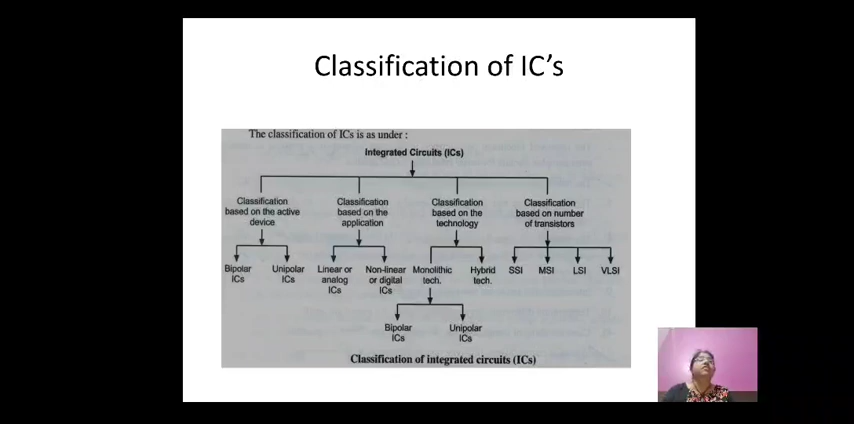 Classification of IC's
The classification of ICs is as under :
Integrated Circuits (ICs)
Classification
based on the active
device
Classification
based on the
application
Classification
based on the
technology
Classification
based on number
of transistors
Bipolar
ICs
Unipolar
ICs
Linear or
analog
ICs
Non-linear
or digital
ICs
Monolithic
tech.
Hybrid
tech.
SSI
MSI
LSI
VLSI
Bipolar
ICs
Unipolar
ICs
Classification of integrated circuits (ICs)